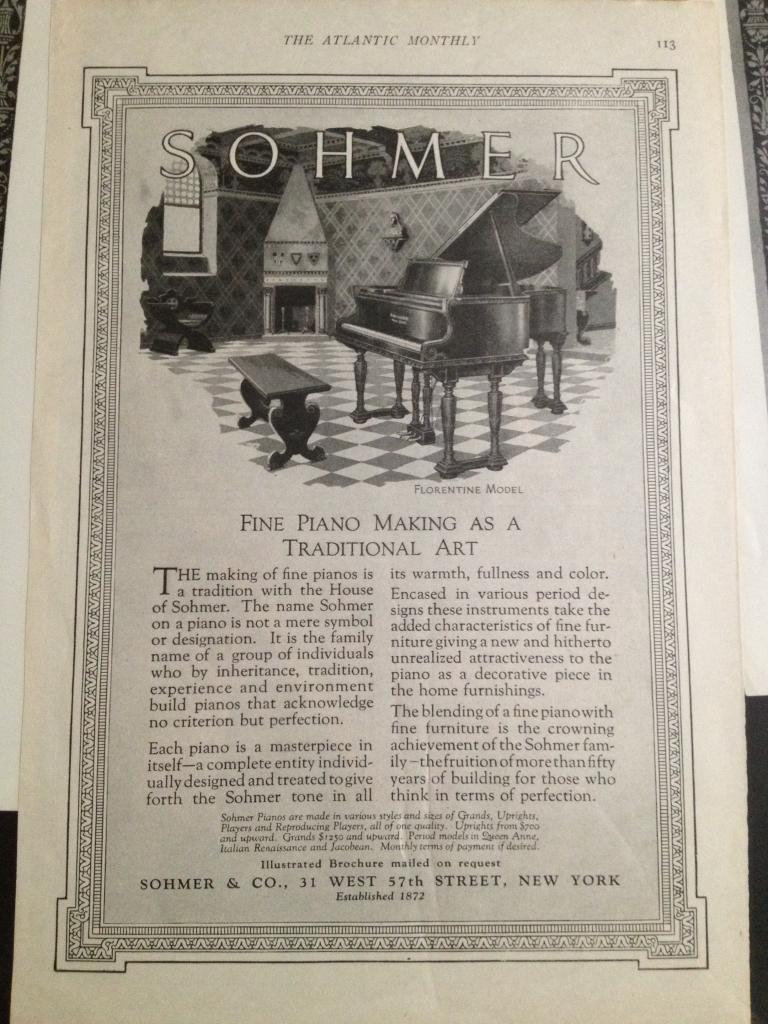 THE ATLANTIC MONTHLY
113
SOHMER
FLORENTINE MODEL
FINE PIANO MAKING AS A
TRADITIONAL ART
THE making of fine pianos is
a tradition with the House
of Sohmer. The name Sohmer
on a piano is not a mere symbol
or designation. It is the family
name of a group of individuals
who by inheritance, tradition,
experience and environment
build pianos that acknowledge
no criterion but perfection.
Each piano is a masterpiece in
itself—a complete entity individ-
ually designed and treated to give
forth the Sohmer tone in all
its warmth, fullness and color.
Encased in various period de-
signs these instruments take the
added characteristics of fine fur-
niture giving a new and hitherto
unrealized attractiveness to the
piano as a decorative piece in
the home furnishings.
The blending of a fine piano with
fine furniture is the crowning
achievement of the Sohmer fam-
ily—the fruition of more than fifty
years of building for those who
think in terms of perfection.
Sohmer Pianos are made in various styles and sizes of Grands, Uprights,
Players and Reproducing Players, all of one quality. Uprights from $700
and upward. Grands $1250 and upward. Period models in Queen Anne,
Italian Renaissance and Jacobean. Monthly terms of payment if desired.
Illustrated Brochure mailed on request
SOHMER & CO., 31 WEST 57th STREET, NEW YORK
Established 1872